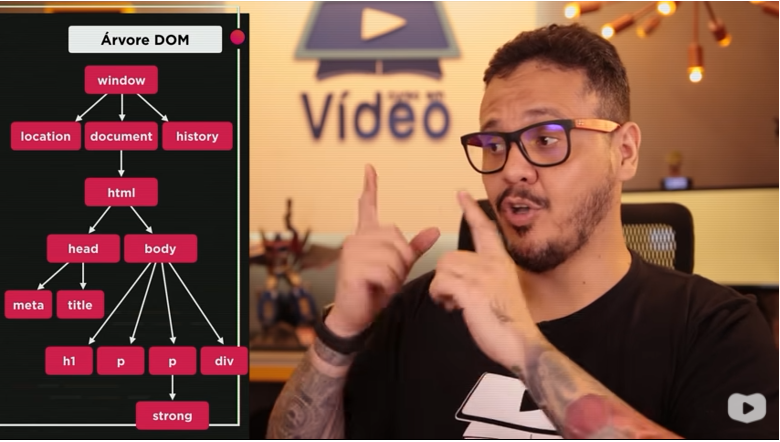 Árvore DOM
window
location document history
html
head body
meta title
h1 p p div
strong
Vídeo